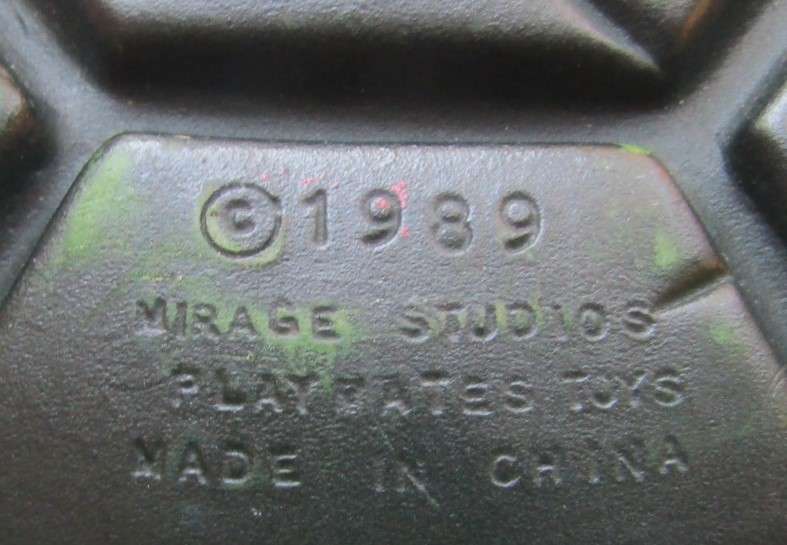 ©1989
MIRAGE STUDIOS
PLAYMATES TOYS
MADE IN CHINA